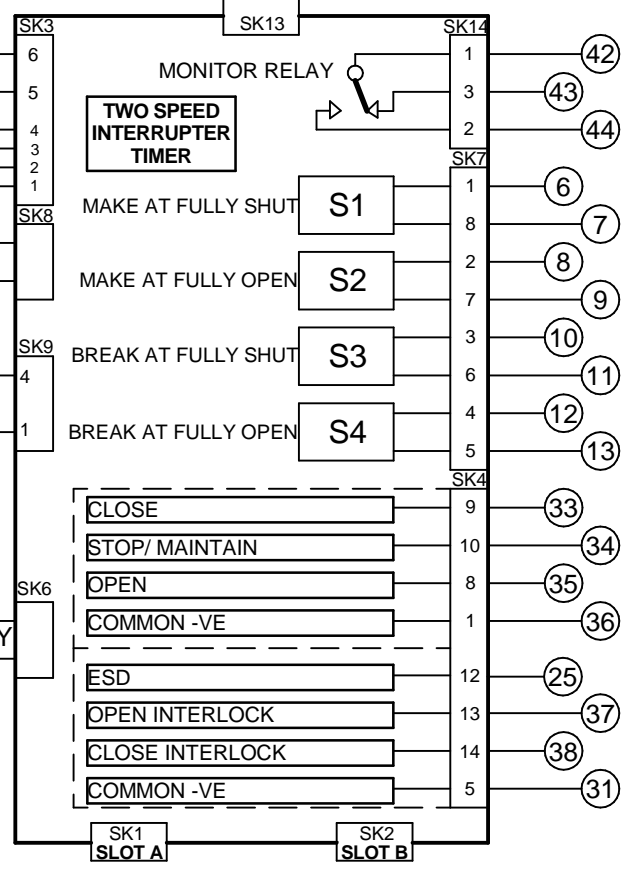 SK3
SK13
SK14
6
MONITOR RELAY
1
42
5
3
43
TWO SPEED
INTERRUPTER
TIMER
4
3
2
1
2
44
SK7
MAKE AT FULLY SHUT
S1
1
6
SK8
8
7
MAKE AT FULLY OPEN
S2
2
8
7
9
SK9
BREAK AT FULLY SHUT
S3
3
10
4
6
11
BREAK AT FULLY OPEN
S4
4
12
1
5
13
SK4
CLOSE
9
33
STOP/ MAINTAIN
10
34
SK6
OPEN
8
35
COMMON -VE
1
36
Y
ESD
12
25
OPEN INTERLOCK
13
37
CLOSE INTERLOCK
14
38
COMMON -VE
5
31
SK1
SLOT A
SK2
SLOT B